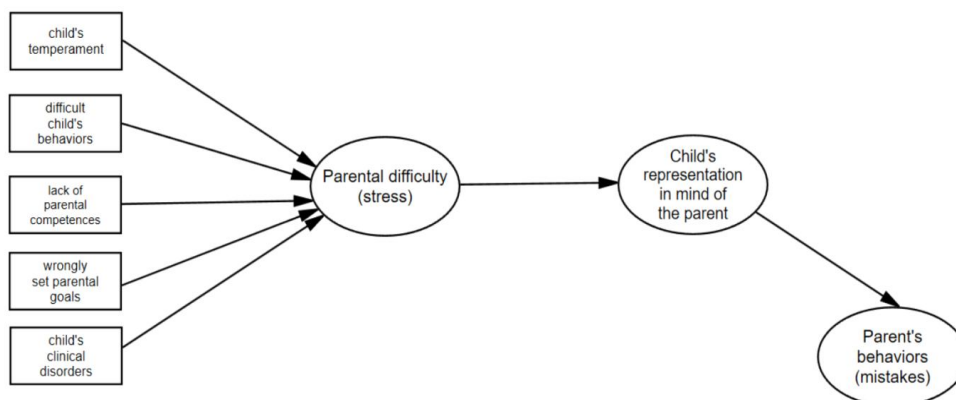 child's
temperament
difficult
child's
behaviors
lack of
parental
competences
wrongly
set parental
goals
child's
clinical
disorders
Parental difficulty
(stress)
Child's
representation
in mind of
the parent
Parent's
behaviors
(mistakes)